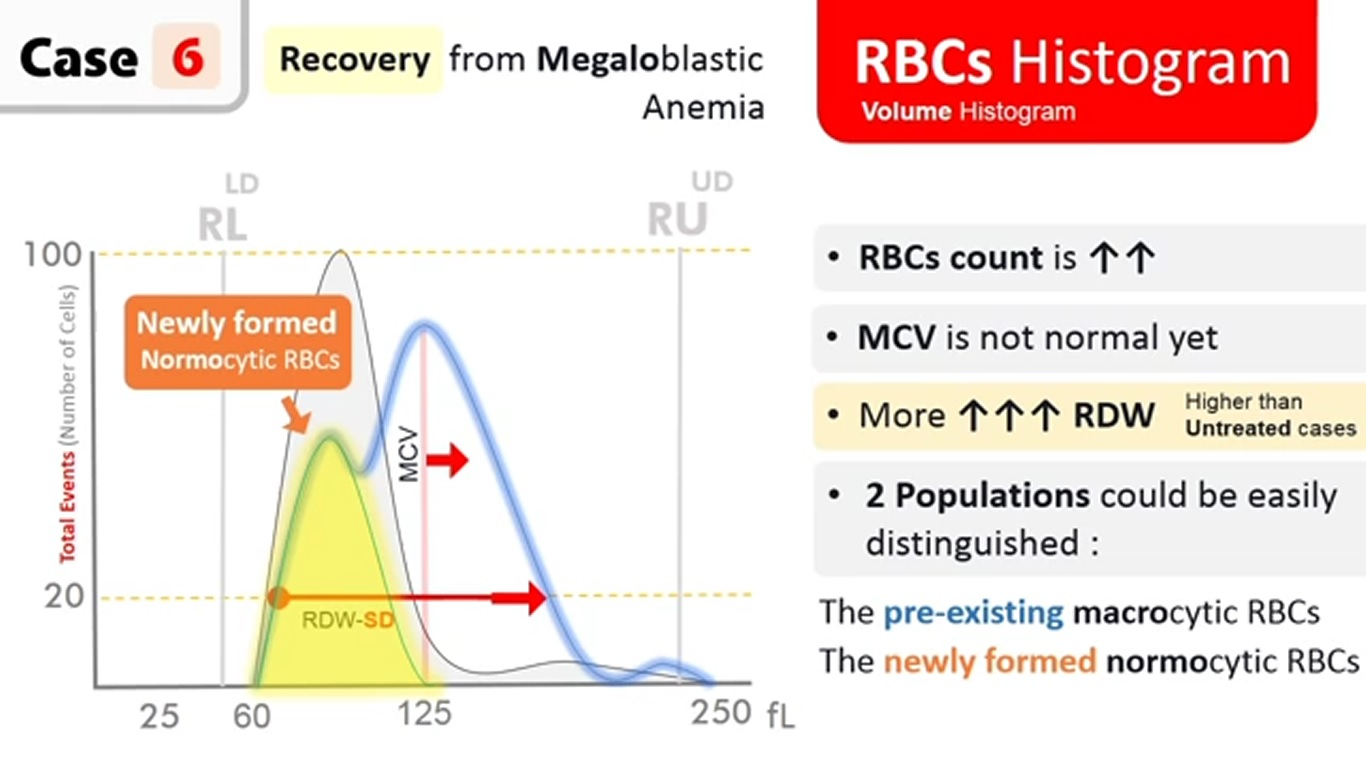 Case 6
Recovery from Megaloblastic
Anemia
RBCs Histogram
Volume Histogram
LD
RL
UD
RU
100
Total Events (Number of Cells)
Newly formed
Normocytic RBCs
MCV
20
RDW-SD
25 60 125 250 fL
• RBCs count is ↑↑
• MCV is not normal yet
• More ↑↑↑ RDW
Higher than
Untreated cases
• 2 Populations could be easily
distinguished :
The pre-existing macrocytic RBCs
The newly formed normocytic RBCs